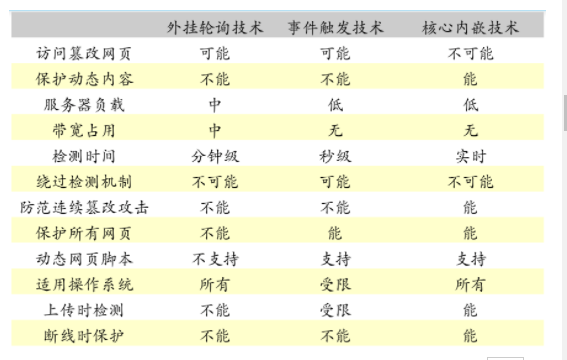 外挂轮询技术 事件触发技术 核心内嵌技术
访问篡改网页 可能 可能 不可能
保护动态内容 不能 不能 能
服务器负载 中 低 低
带宽占用 中 无 无
检测时间 分钟级 秒级 实时
绕过检测机制 不可能 可能 不可能
防范连续篡改攻击 不能 不能 能
保护所有网页 不能 能 能
动态网页脚本 不支持 支持 支持
适用操作系统 所有 受限 所有
上传时检测 不能 受限 能
断线时保护 不能 不能 能